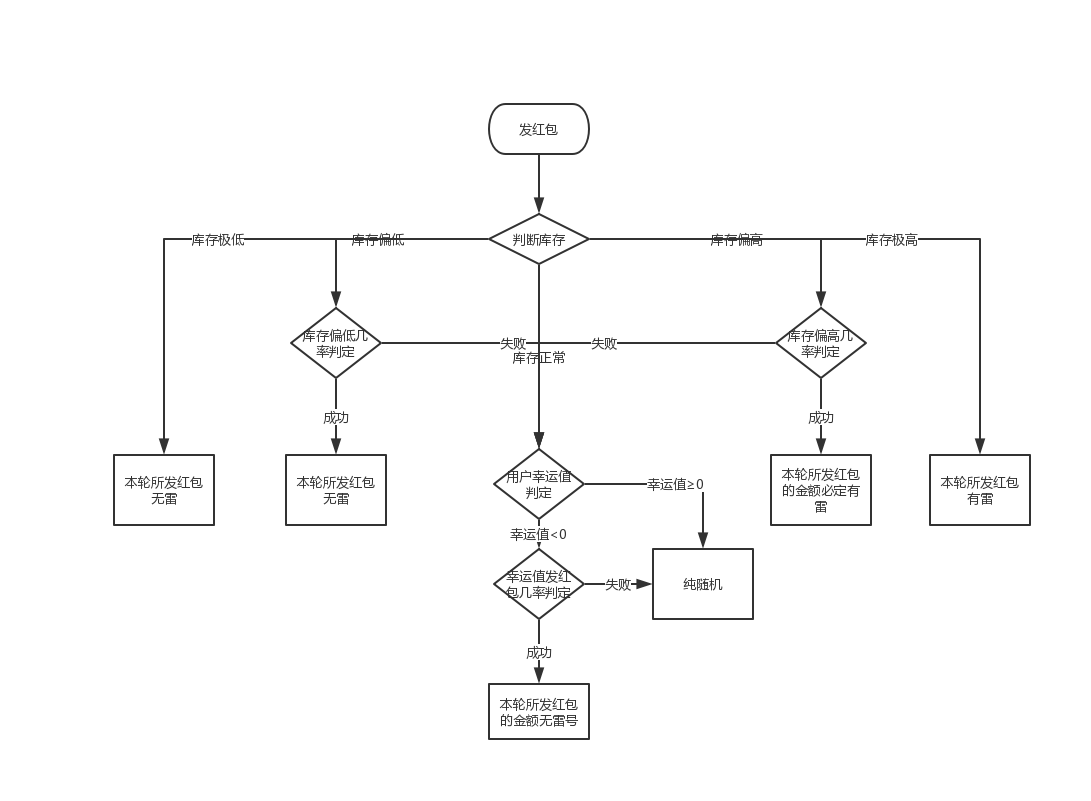 发红包
库存极低
库存偏低
判断库存
库存偏高
库存极高
库存偏低几
率判定
失败
失败
库存偏高几
率判定
库存正常
成功
成功
本轮所发红包
无雷
本轮所发红包
无雷
用户幸运值
判定
幸运值≥0
本轮所发红包
的金额必定有
雷
本轮所发红包
有雷
幸运值<0
幸运值发红
包几率判定
失败
纯随机
成功
本轮所发红包
的金额无雷号